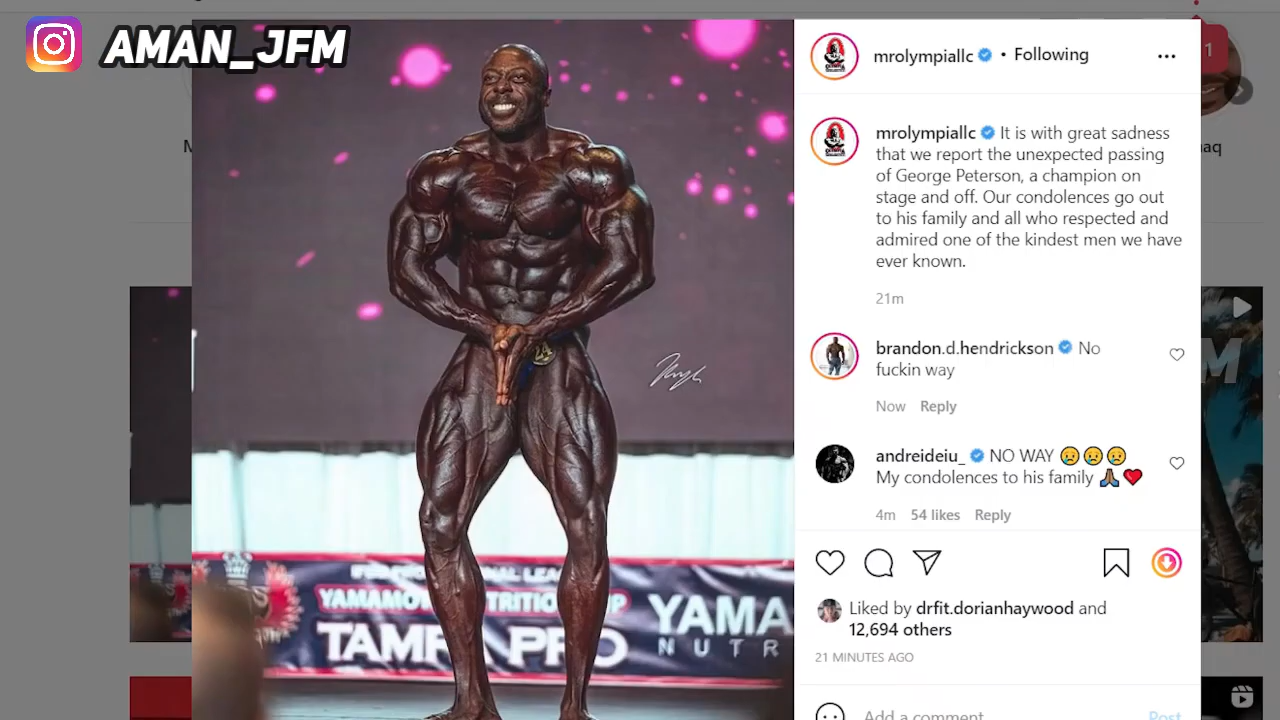 AMAN_JFM
mrolympiallc • Following
mrolympiallc It is with great sadness
that we report the unexpected passing
of George Peterson, a champion on
stage and off. Our condolences go out
to his family and all who respected and
admired one of the kindest men we have
ever known.
21m
brandon.d.hendrickson No
fuckin way
Now Reply
andreideiu_ NO WAY 😢😢😢
My condolences to his family 🙏🏽❤️
4m 54 likes Reply
Liked by drfit.dorianhaywood and
12,694 others
21 MINUTES AGO
Add a comment...
Post
1
TAMPA PRO
YAMA
NUTR